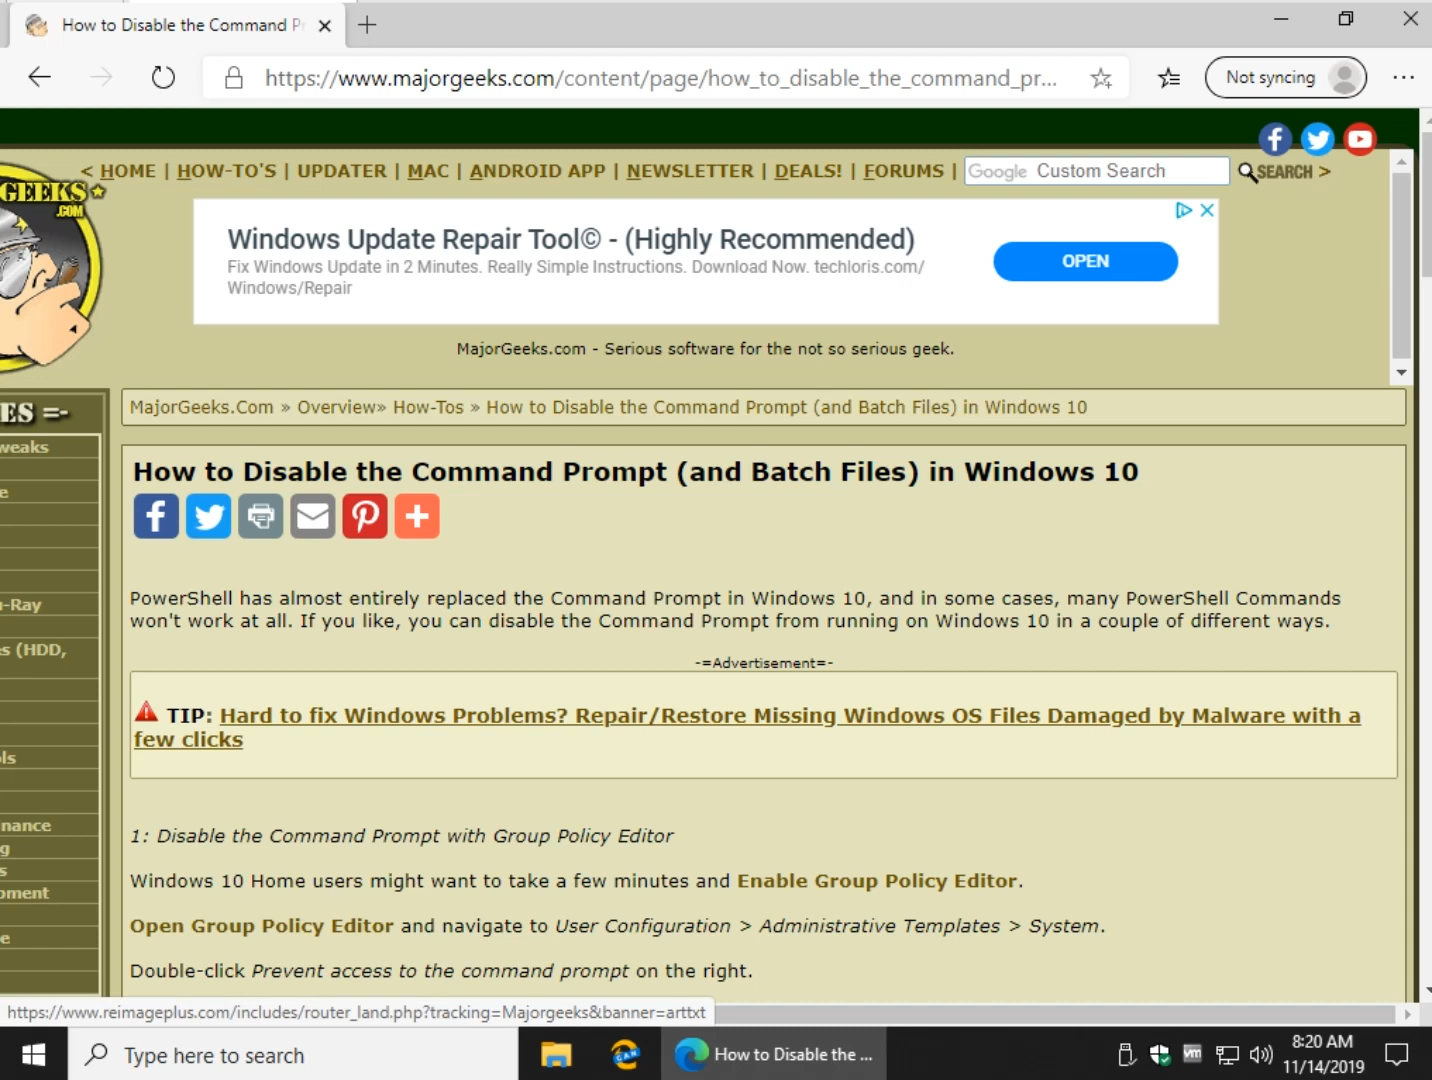 How to Disable the Command P
https://www.majorgeeks.com/content/page/how_to_disable_the_command_pr...
Not syncing
GEEKS
.COM
< HOME | HOW-TO'S | UPDATER | MAC | ANDROID APP | NEWSLETTER | DEALS! | FORUMS |
Google Custom Search
SEARCH >
Windows Update Repair Tool© - (Highly Recommended)
Fix Windows Update in 2 Minutes. Really Simple Instructions. Download Now. techloris.com/
Windows/Repair
OPEN
MajorGeeks.com - Serious software for the not so serious geek.
ES =-
weaks
e
-Ray
s (HDD,
ls
nance
g
s
pment
e
MajorGeeks.Com » Overview» How-Tos » How to Disable the Command Prompt (and Batch Files) in Windows 10
How to Disable the Command Prompt (and Batch Files) in Windows 10
PowerShell has almost entirely replaced the Command Prompt in Windows 10, and in some cases, many PowerShell Commands
won't work at all. If you like, you can disable the Command Prompt from running on Windows 10 in a couple of different ways.
-=Advertisement=-
TIP: Hard to fix Windows Problems? Repair/Restore Missing Windows OS Files Damaged by Malware with a
few clicks
1: Disable the Command Prompt with Group Policy Editor
Windows 10 Home users might want to take a few minutes and Enable Group Policy Editor.
Open Group Policy Editor and navigate to User Configuration > Administrative Templates > System.
Double-click Prevent access to the command prompt on the right.
https://www.reimageplus.com/includes/router_land.php?tracking=Majorgeeks&banner=arttxt
Type here to search
CAN
How to Disable the ...
vm
8:20 AM
11/14/2019